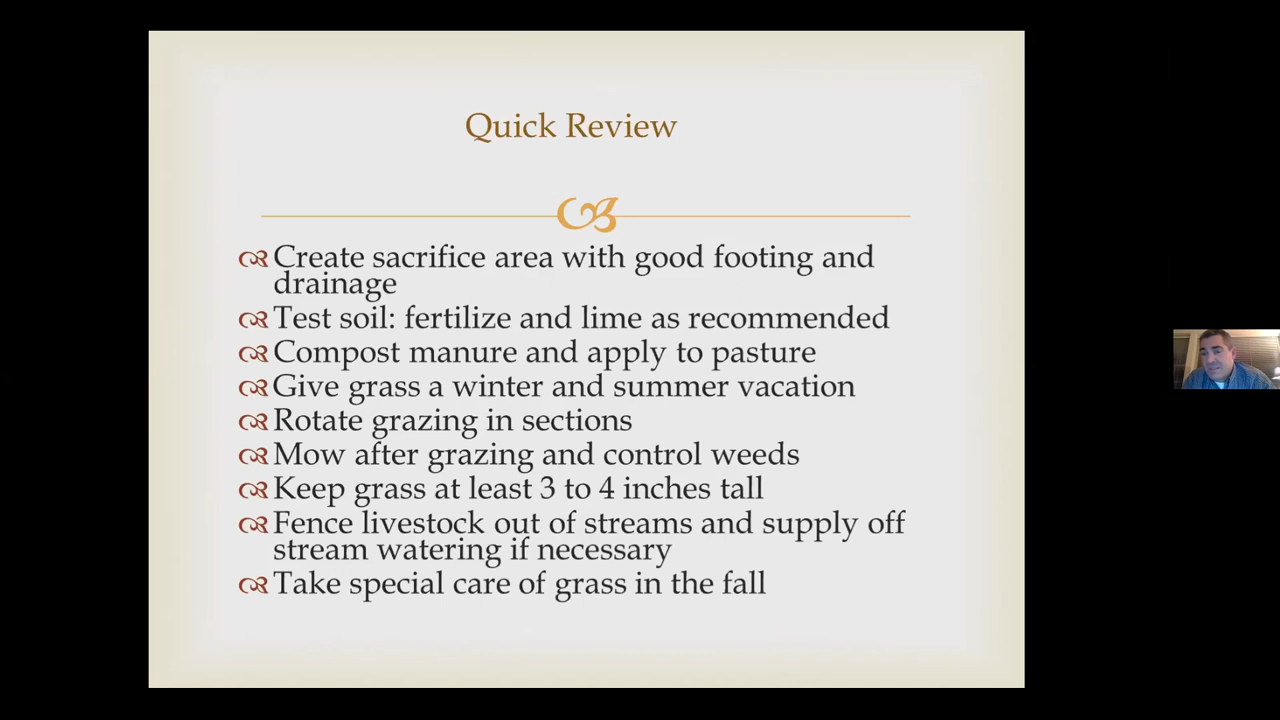 Quick Review
Create sacrifice area with good footing and
drainage
Test soil: fertilize and lime as recommended
Compost manure and apply to pasture
Give grass a winter and summer vacation
Rotate grazing in sections
Mow after grazing and control weeds
Keep grass at least 3 to 4 inches tall
Fence livestock out of streams and supply off
stream watering if necessary
Take special care of grass in the fall